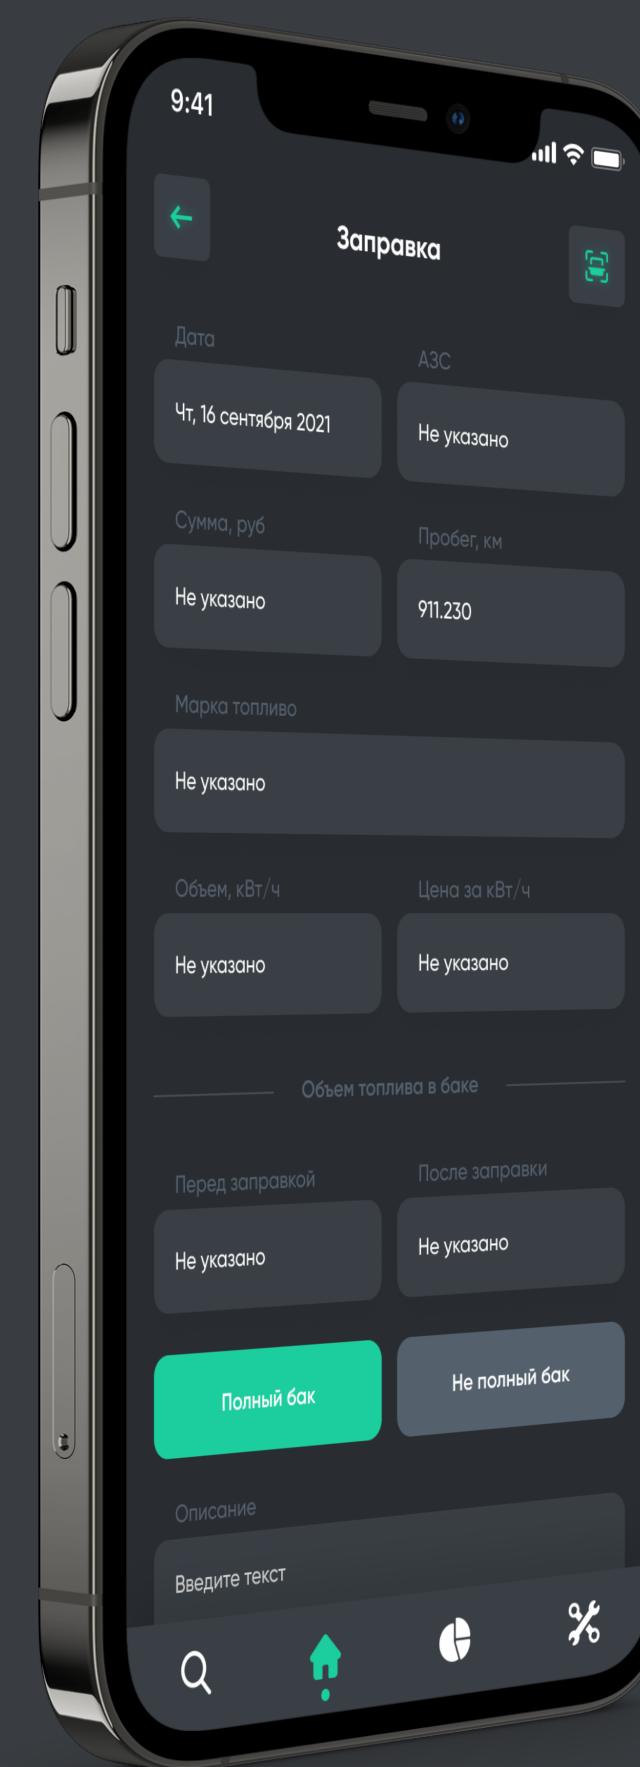 9:41
Заправка
Дата
АЗС
Чт, 16 сентября 2021
Не указано
Сумма, руб
Пробег, км
Не указано
911.230
Марка топливо
Не указано
Объем, кВт/ч
Цена за кВт/ч
Не указано
Не указано
Объем топлива в баке
Перед заправкой
После заправки
Не указано
Не указано
Полный бак
Не полный бак
Описание
Введите текст